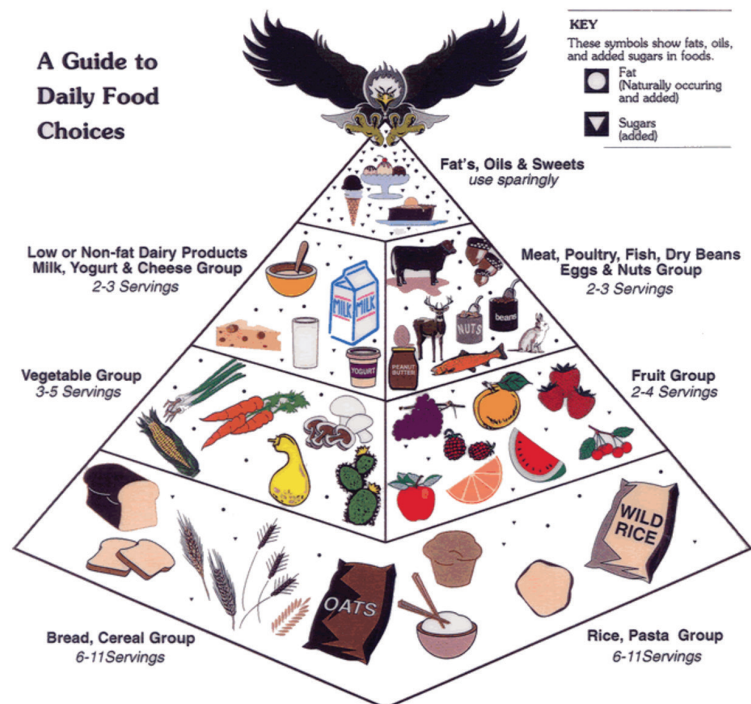 A Guide to
Daily Food
Choices
KEY
These symbols show fats, oils,
and added sugars in foods.
Fat
(Naturally occuring
and added)
Sugars
(added)
Fat's, Oils & Sweets
use sparingly
Low or Non-fat Dairy Products
Milk, Yogurt & Cheese Group
2-3 Servings
Meat, Poultry, Fish, Dry Beans
Eggs & Nuts Group
2-3 Servings
MILK
MILK
YOGURT
NUTS
beans
PEANUT
BUTTER
Vegetable Group
3-5 Servings
Fruit Group
2-4 Servings
WILD
RICE
OATS
Bread, Cereal Group
6-11Servings
Rice, Pasta Group
6-11Servings